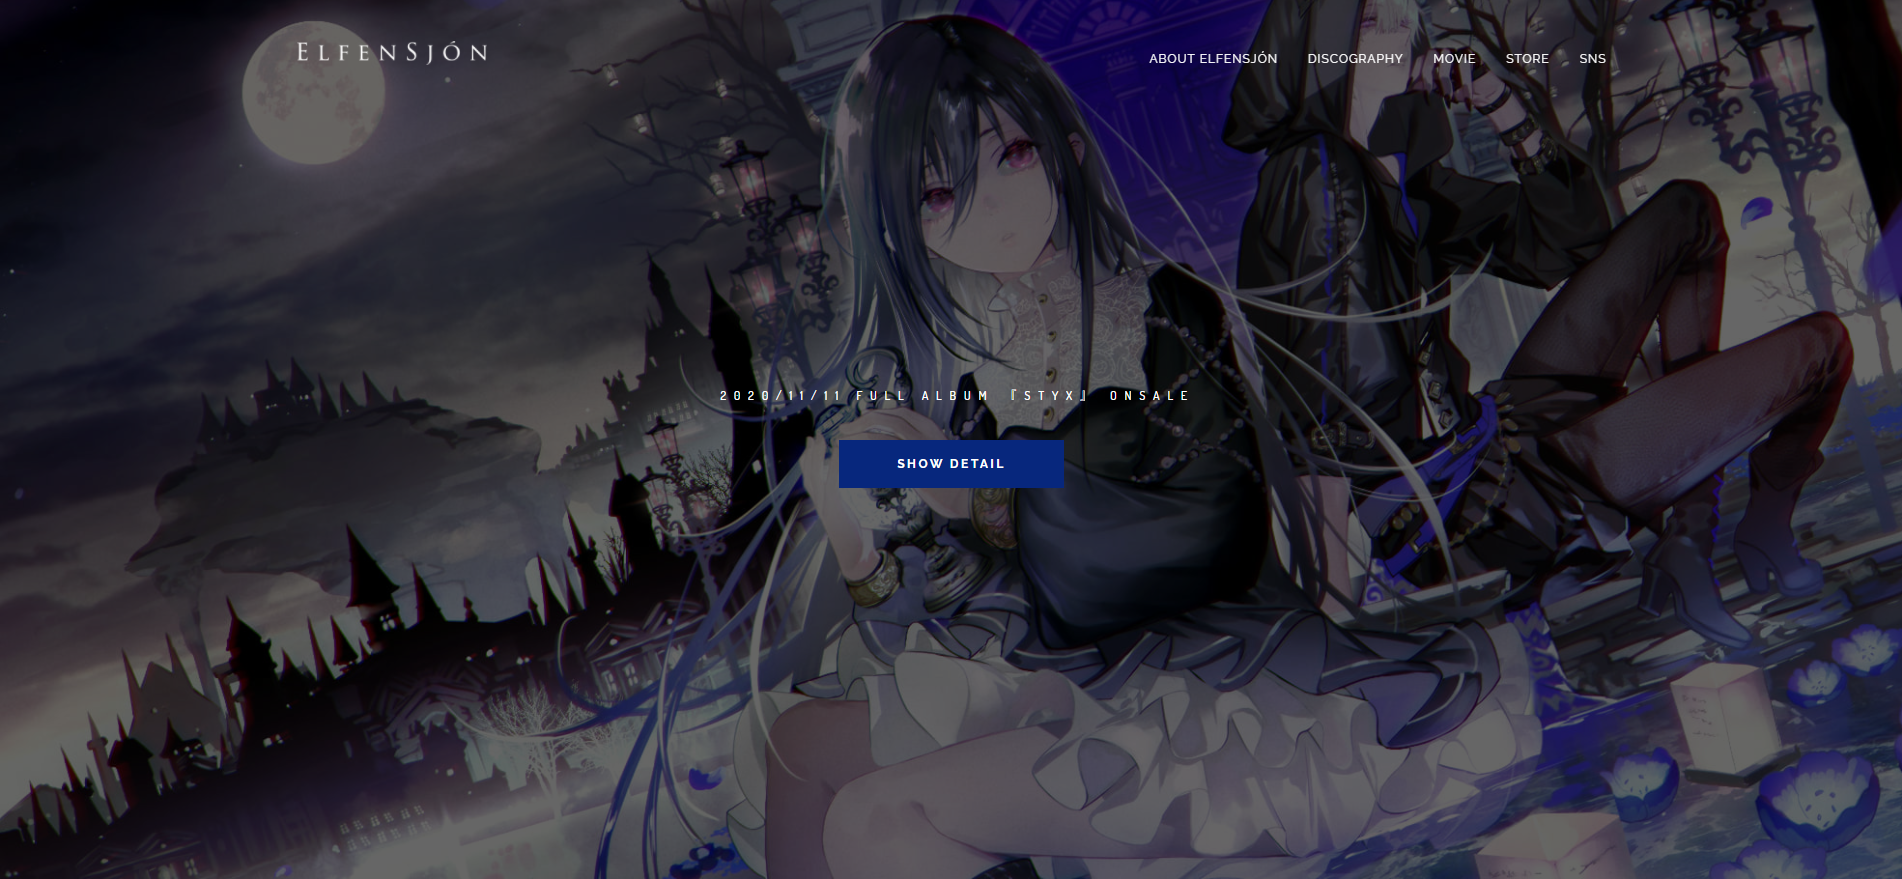 ElfenSjón
ABOUT ELFENSJÓN DISCOGRAPHY MOVIE STORE SNS
2020/11/11 FULL ALBUM 『STYX』 ONSALE
SHOW DETAIL